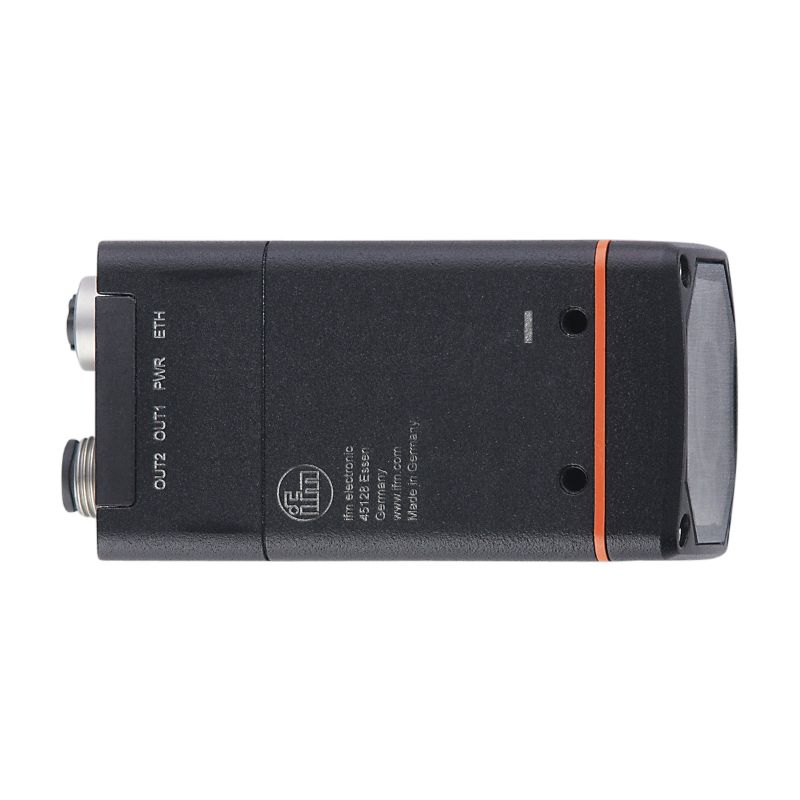 OUT2 OUT1 PWR ETH
ifm
ifm electronic
45128 Essen
Germany
www.ifm.com
Made in Germany